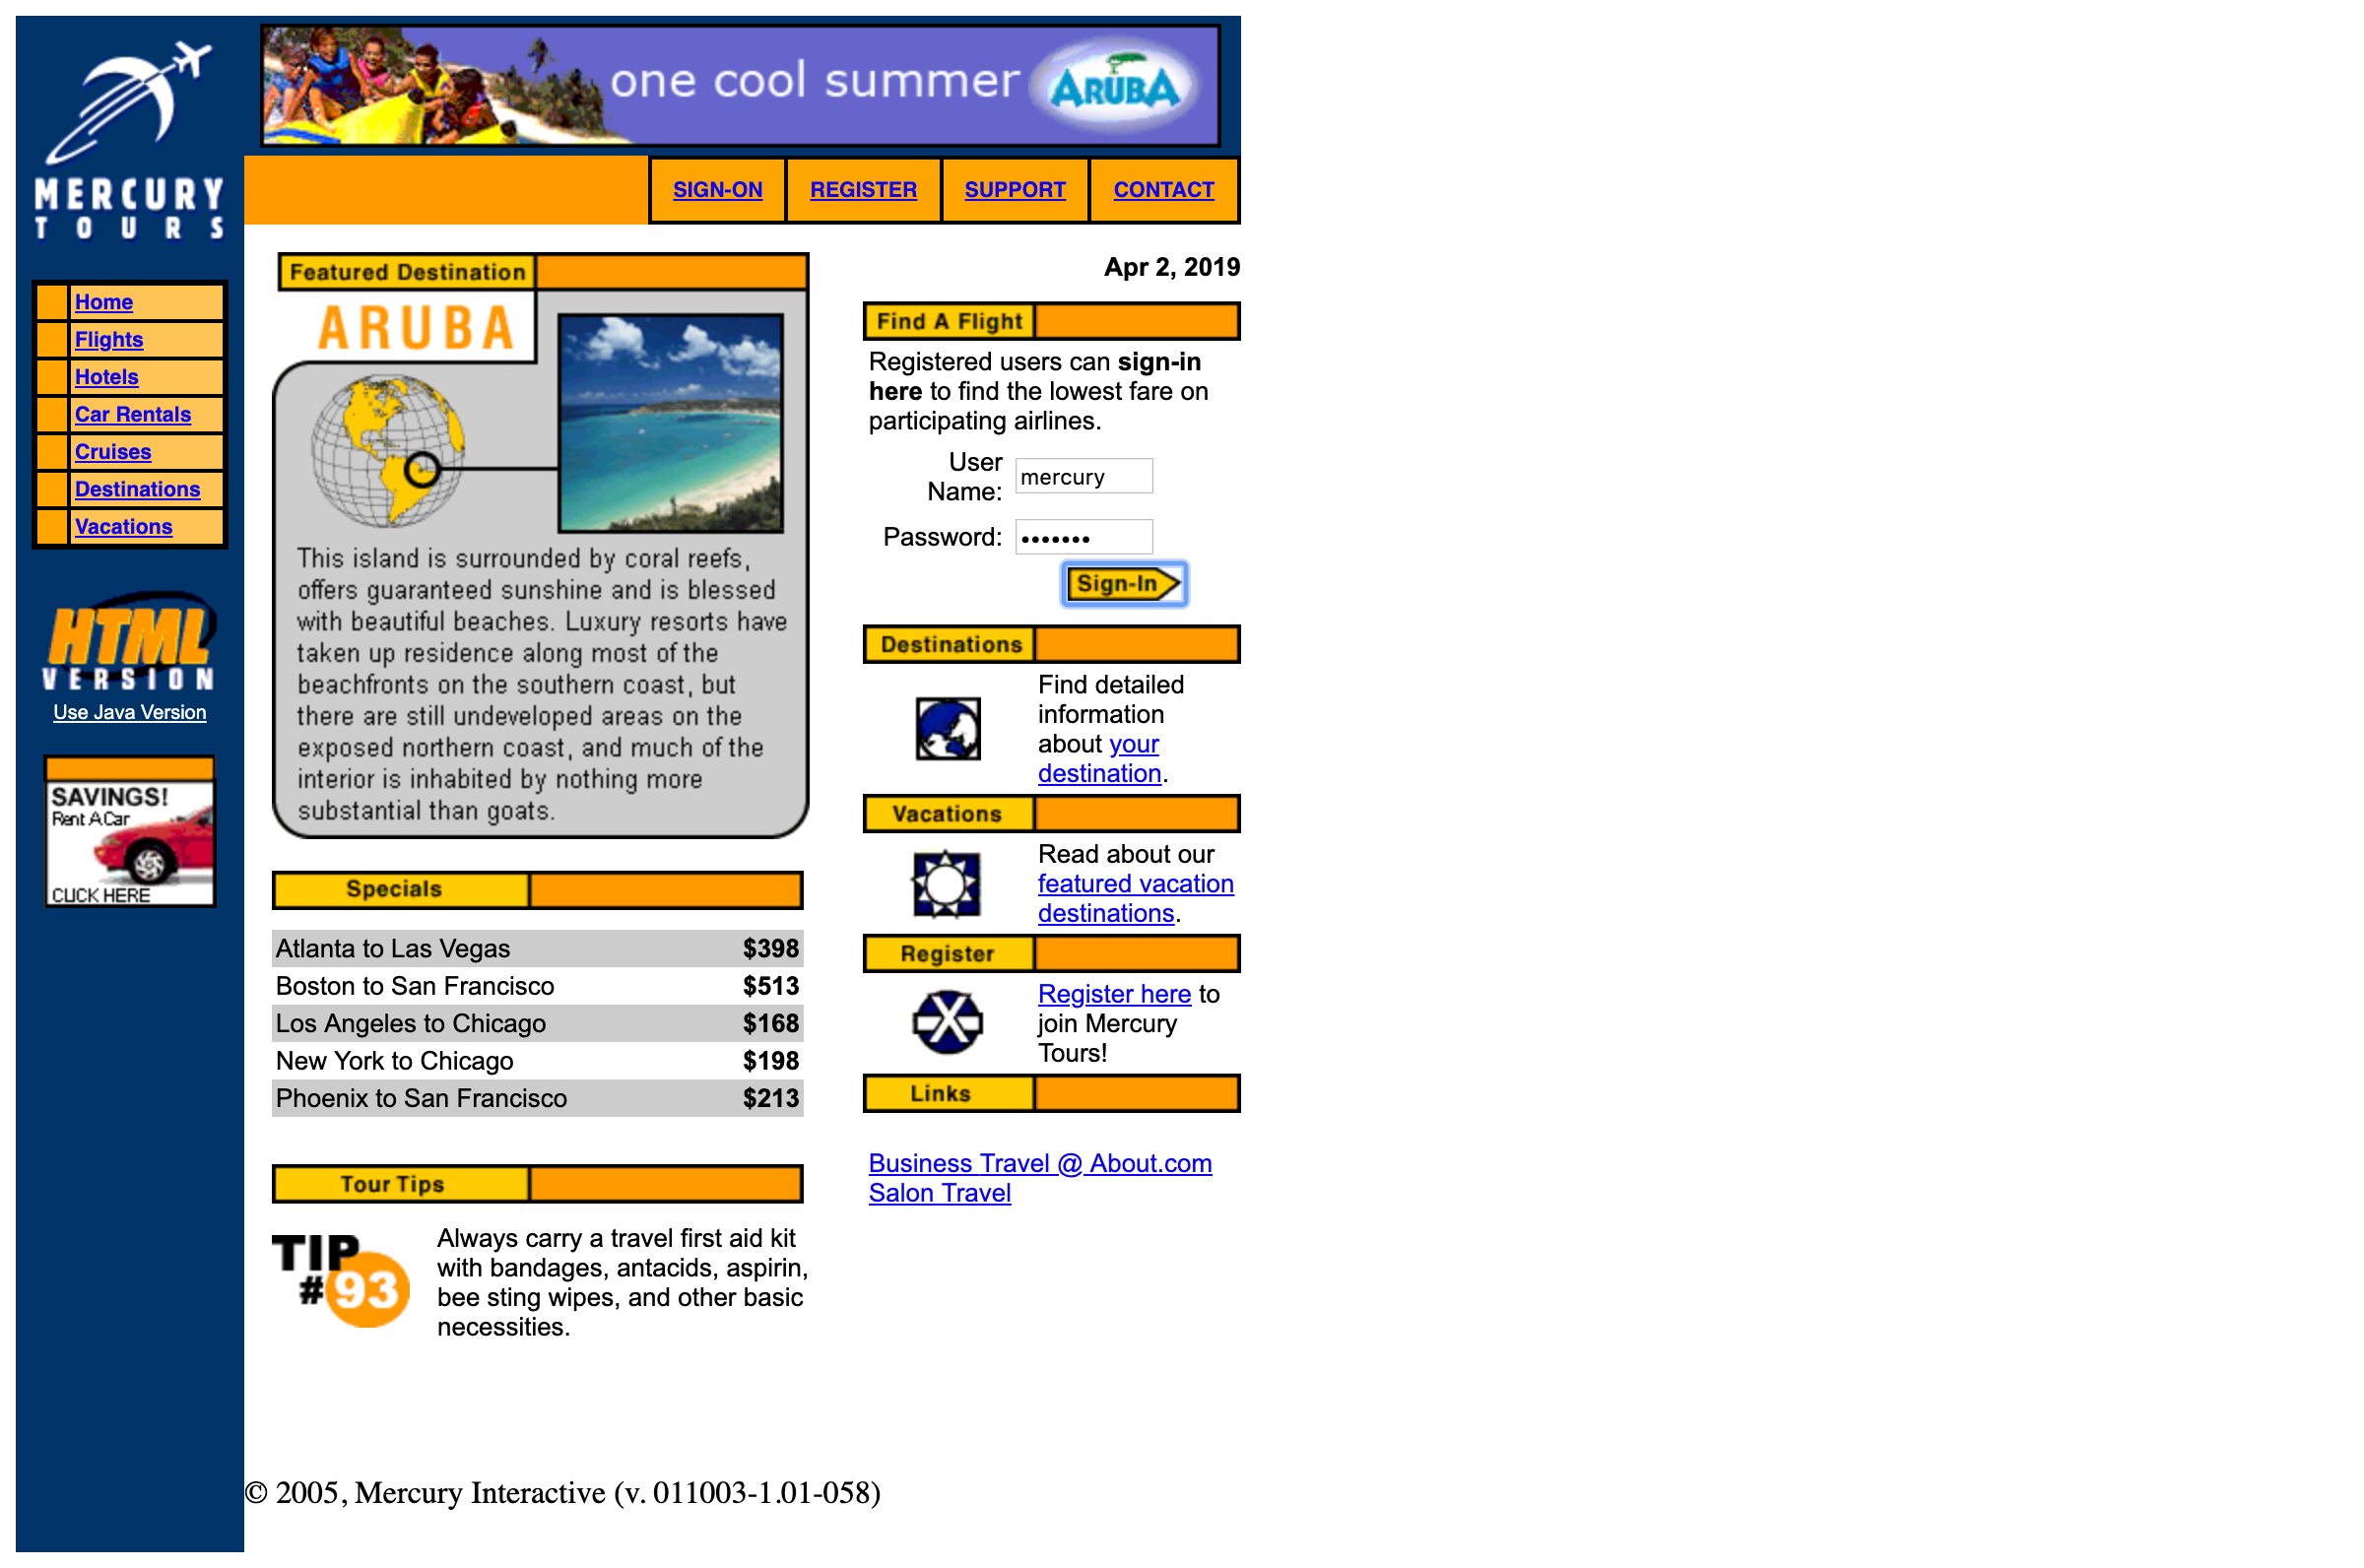 one cool summer
ARUBA
MERCURY
TOURS
SIGN-ON REGISTER SUPPORT CONTACT
Home
Flights
Hotels
Car Rentals
Cruises
Destinations
Vacations
HTML
VERSION
Use Java Version
SAVINGS!
Rent A Car
CLICK HERE
Featured Destination
ARUBA
This island is surrounded by coral reefs,
offers guaranteed sunshine and is blessed
with beautiful beaches. Luxury resorts have
taken up residence along most of the
beachfronts on the southern coast, but
there are still undeveloped areas on the
exposed northern coast, and much of the
interior is inhabited by nothing more
substantial than goats.
Specials
Atlanta to Las Vegas $398
Boston to San Francisco $513
Los Angeles to Chicago $168
New York to Chicago $198
Phoenix to San Francisco $213
Tour Tips
TIP
#93
Always carry a travel first aid kit
with bandages, antacids, aspirin,
bee sting wipes, and other basic
necessities.
Apr 2, 2019
Find A Flight
Registered users can sign-in
here to find the lowest fare on
participating airlines.
User
Name: mercury
Password: •••••••
Sign-In
Destinations
Find detailed
information
about your
destination.
Vacations
Read about our
featured vacation
destinations.
Register
Register here to
join Mercury
Tours!
Links
Business Travel @ About.com
Salon Travel
© 2005, Mercury Interactive (v. 011003-1.01-058)